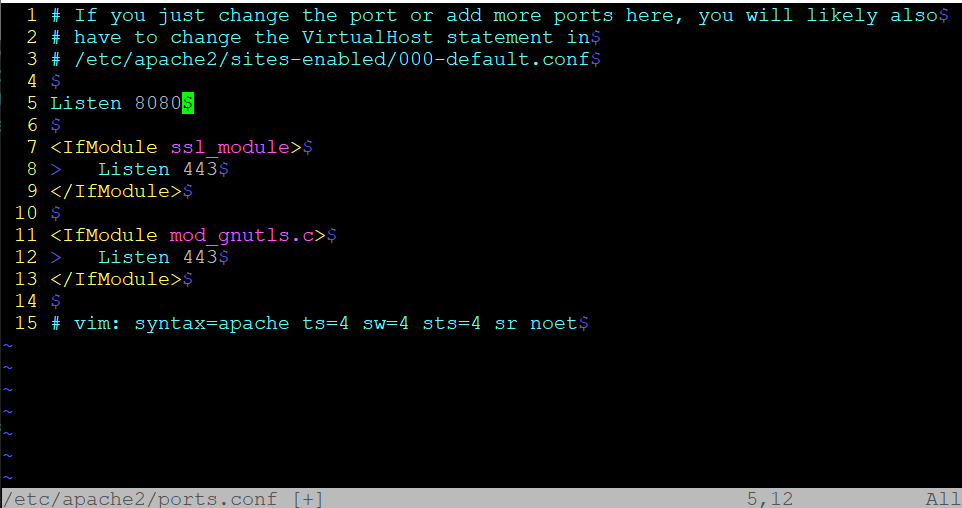 1 # If you just change the port or add more ports here, you will likely also$
2 # have to change the VirtualHost statement in$
3 # /etc/apache2/sites-enabled/000-default.conf$
4 $
5 Listen 8080$
6 $
7 <IfModule ssl_module>$
8 >   Listen 443$
9 </IfModule>$
10 $
11 <IfModule mod_gnutls.c>$
12 >   Listen 443$
13 </IfModule>$
14 $
15 # vim: syntax=apache ts=4 sw=4 sts=4 sr noet$
~
~
~
~
~
~
~
/etc/apache2/ports.conf [+] 5,12 All